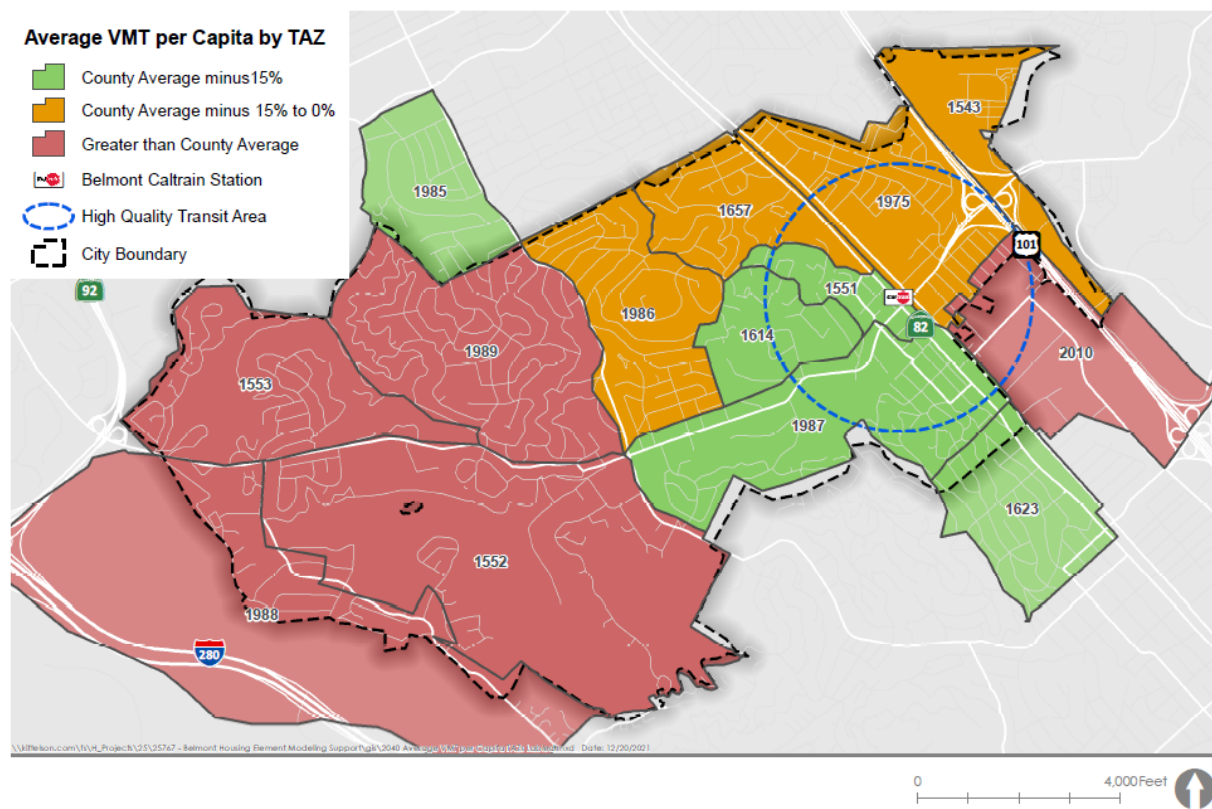 Average VMT per Capita by TAZ
County Average minus15%
County Average minus 15% to 0%
Greater than County Average
Belmont Caltrain Station
High Quality Transit Area
City Boundary
92
1985
1543
1975
1657
101
1551
1986
82
1614
2010
1989
1553
1987
1623
1552
1988
280
0
4,000Feet